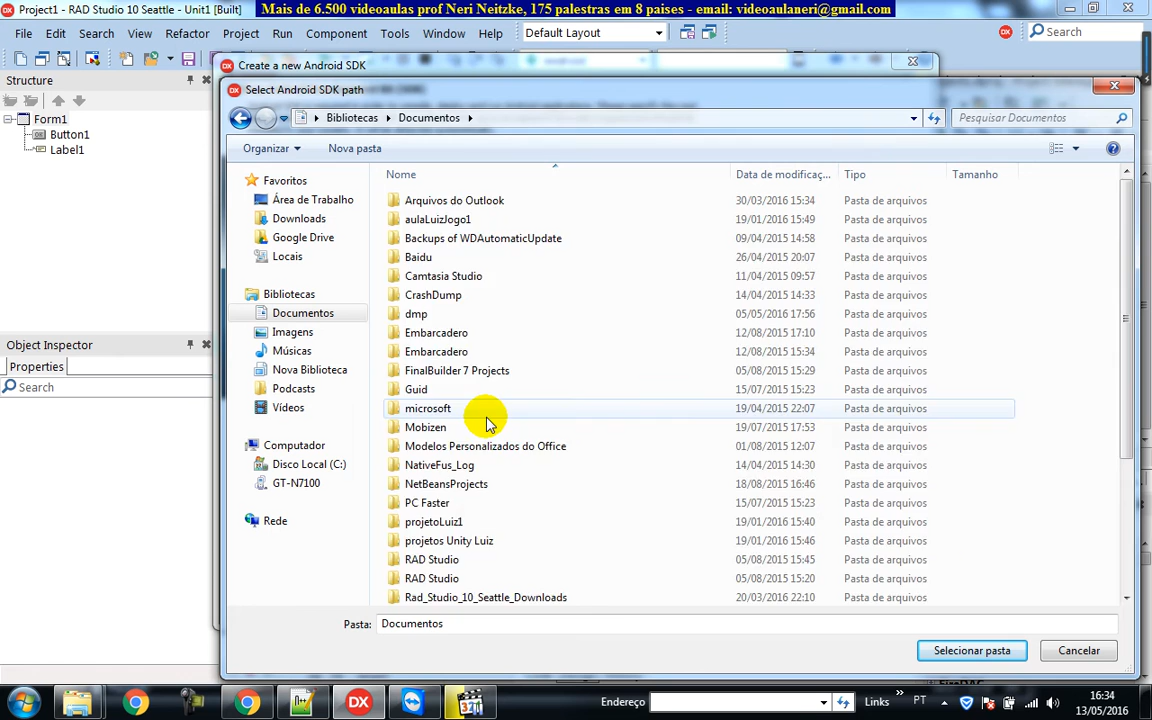 Project1 - RAD Studio 10 Seattle - Unit1 [Built]
Mais de 6.500 videoaulas prof Neri Neitzke, 175 palestras em 8 paises - email: videoaulaneri@gmail.com
File Edit Search View Refactor Project Run Component Tools Window Help
Default Layout
Search
Structure
Form1
Button1
Label1
Object Inspector
Properties
Search
Create a new Android SDK
Select Android SDK path
Bibliotecas Documentos
Pesquisar Documentos
Organizar Nova pasta
Favoritos
Área de Trabalho
Downloads
Google Drive
Locais
Bibliotecas
Documentos
Imagens
Músicas
Nova Biblioteca
Podcasts
Vídeos
Computador
Disco Local (C:)
GT-N7100
Rede
Nome Data de modificaç... Tipo Tamanho
Arquivos do Outlook 30/03/2016 15:34 Pasta de arquivos
aulaLuizJogo1 19/01/2016 15:49 Pasta de arquivos
Backups of WDAutomaticUpdate 09/04/2015 14:58 Pasta de arquivos
Baidu 26/04/2015 20:07 Pasta de arquivos
Camtasia Studio 11/04/2015 09:57 Pasta de arquivos
CrashDump 14/04/2015 14:33 Pasta de arquivos
dmp 05/05/2016 17:56 Pasta de arquivos
Embarcadero 12/08/2015 17:10 Pasta de arquivos
Embarcadero 12/08/2015 15:34 Pasta de arquivos
FinalBuilder 7 Projects 05/08/2015 15:29 Pasta de arquivos
Guid 15/07/2015 15:23 Pasta de arquivos
microsoft 19/04/2015 22:07 Pasta de arquivos
Mobizen 19/07/2015 17:53 Pasta de arquivos
Modelos Personalizados do Office 01/08/2015 12:07 Pasta de arquivos
NativeFus_Log 14/04/2015 14:30 Pasta de arquivos
NetBeansProjects 18/08/2015 16:46 Pasta de arquivos
PC Faster 15/07/2015 15:23 Pasta de arquivos
projetoLuiz1 19/01/2016 15:40 Pasta de arquivos
projetos Unity Luiz 19/01/2016 15:46 Pasta de arquivos
RAD Studio 05/08/2015 15:45 Pasta de arquivos
RAD Studio 05/08/2015 15:20 Pasta de arquivos
Rad_Studio_10_Seattle_Downloads 20/03/2016 22:10 Pasta de arquivos
Pasta: Documentos
Selecionar pasta Cancelar
Endereço Links PT
16:34
13/05/2016